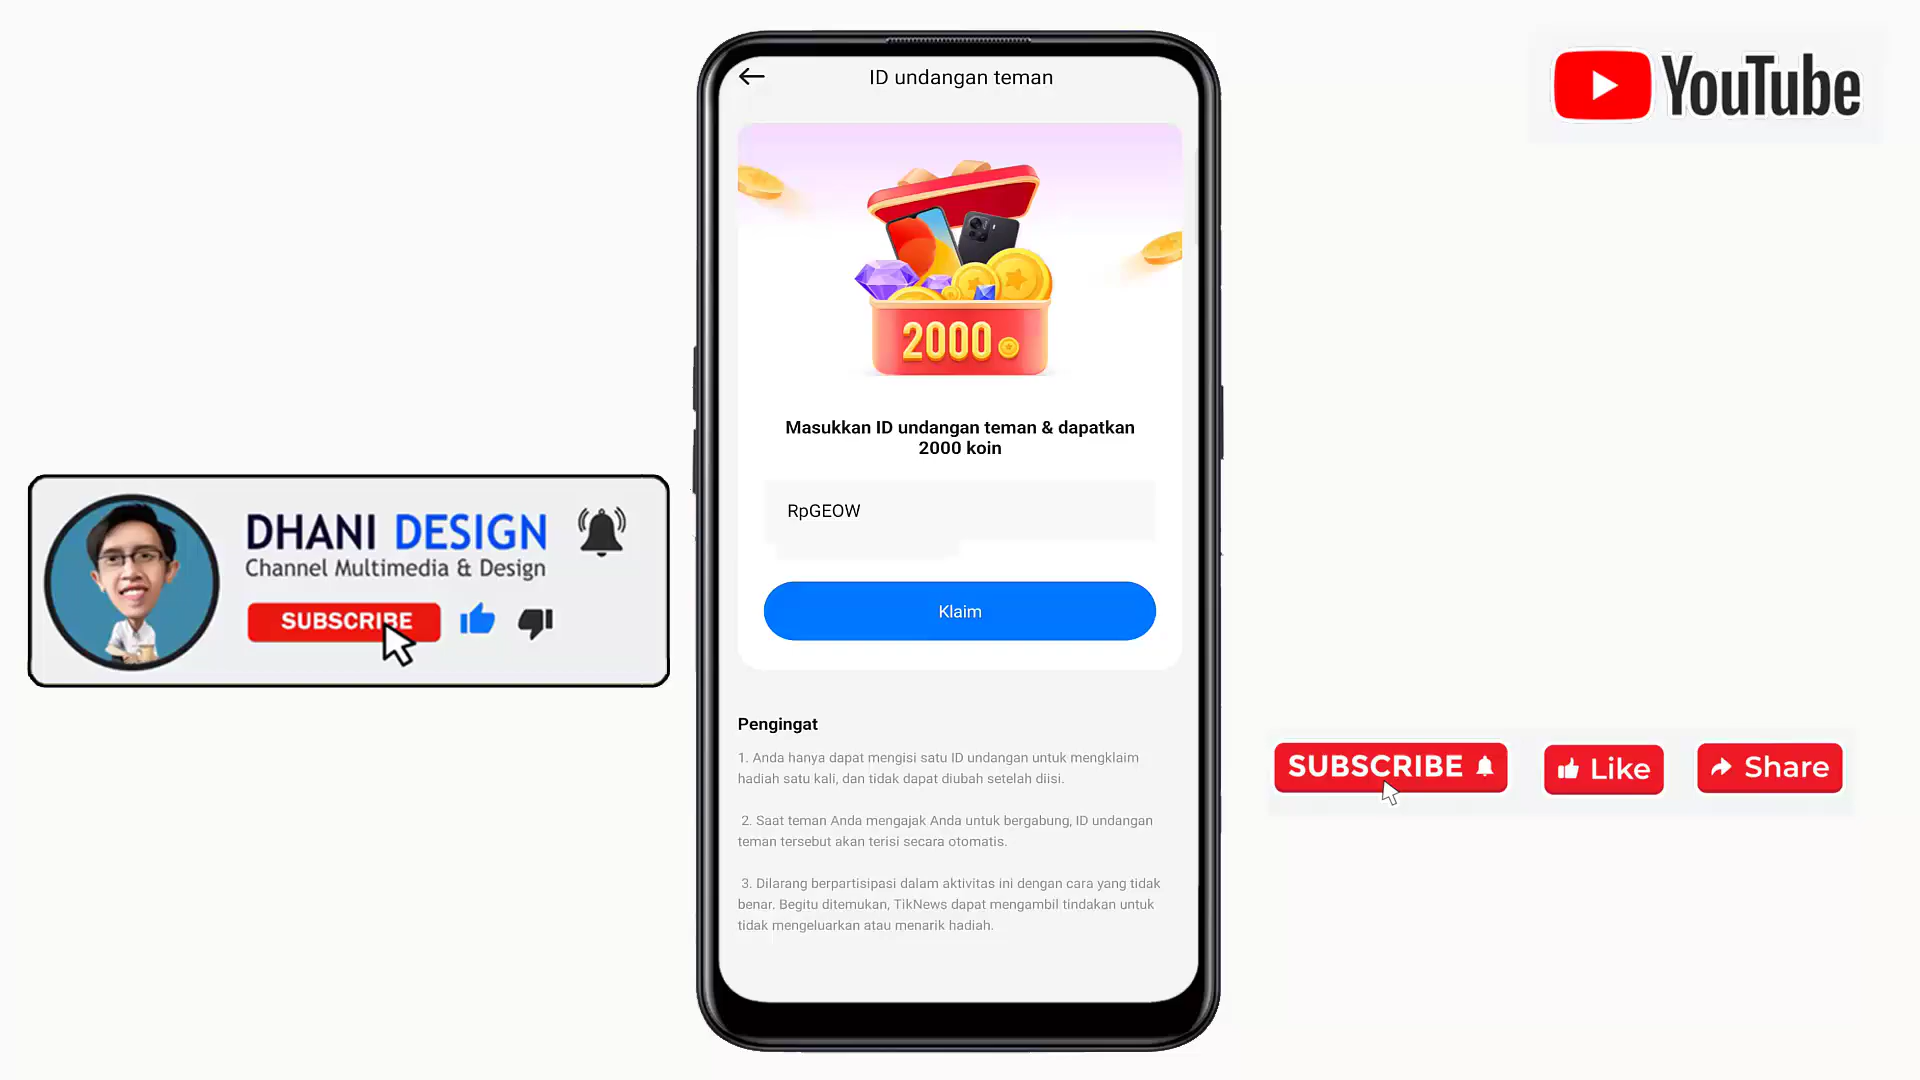 ID undangan teman
YouTube
2000
Masukkan ID undangan teman & dapatkan
2000 koin
RpGEOW
Klaim
DHANI DESIGN
Channel Multimedia & Design
SUBSCRIBE
Pengingat
1. Anda hanya dapat mengisi satu ID undangan untuk mengklaim
hadiah satu kali, dan tidak dapat diubah setelah diisi.
2. Saat teman Anda mengajak Anda untuk bergabung, ID undangan
teman tersebut akan terisi secara otomatis.
3. Dilarang berpartisipasi dalam aktivitas ini dengan cara yang tidak
benar. Begitu ditemukan, TikNews dapat mengambil tindakan untuk
tidak mengeluarkan atau menarik hadiah.
SUBSCRIBE
Like
Share